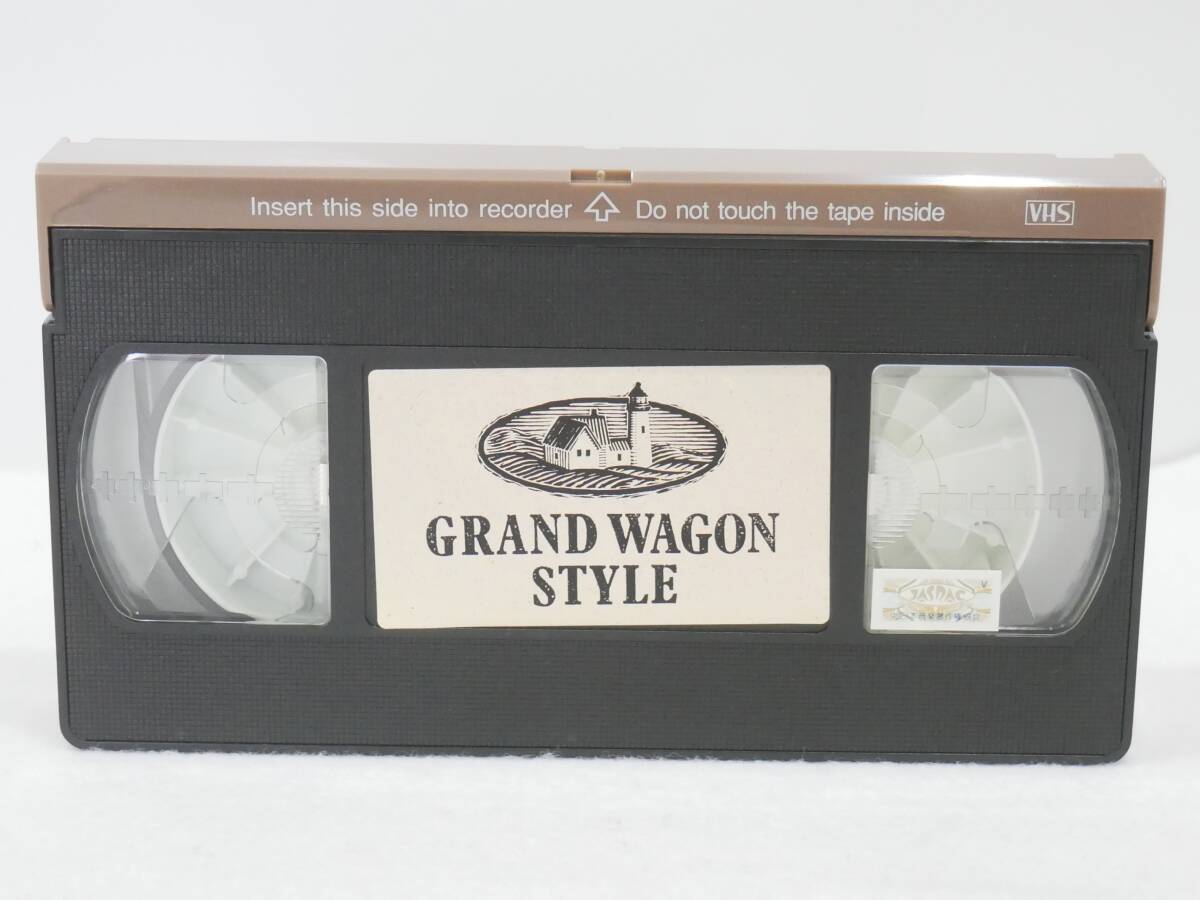 Insert this side into recorder ⇧ Do not touch the tape inside VHS
GRAND WAGON
STYLE
V
JASRAC